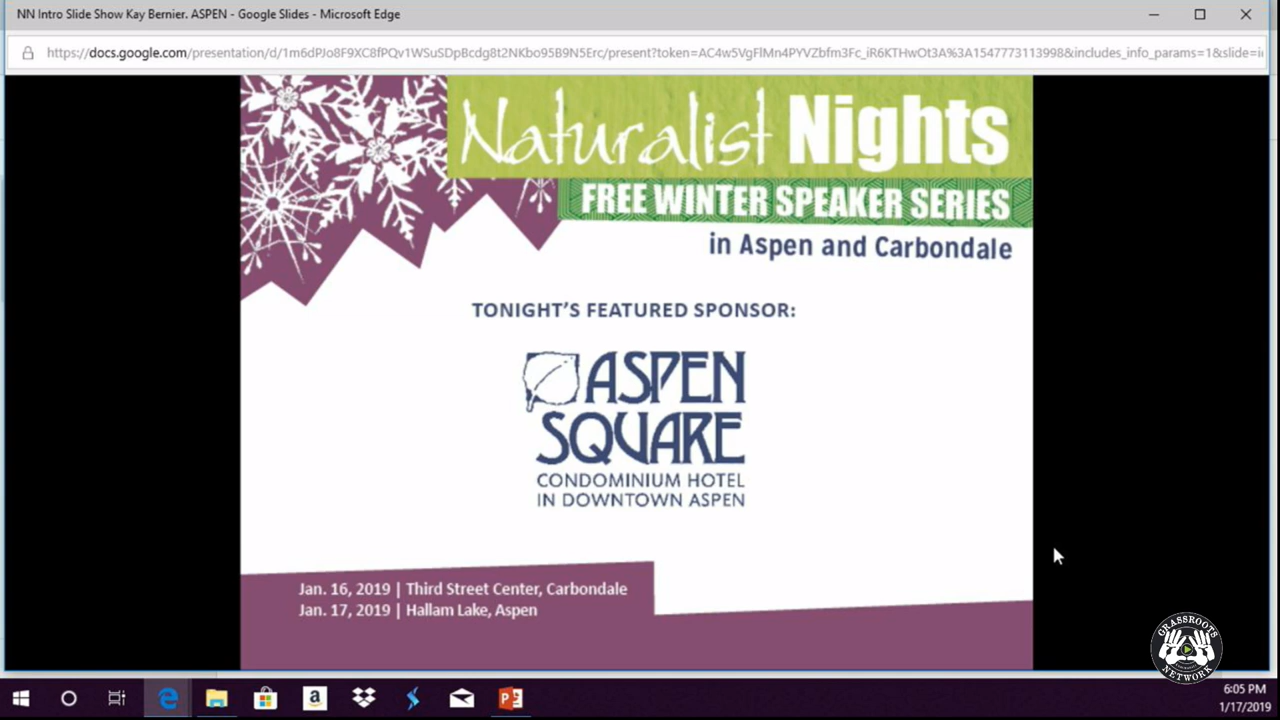 NN Intro Slide Show Kay Bernier. ASPEN - Google Slides - Microsoft Edge
https://docs.google.com/presentation/d/1m6dPJo8F9XC8fPQv1WSuSDpBcdg8t2NKbo95B9N5Erc/present?token=AC4w5VgFlMn4PYVZbfm3Fc_iR6KTHwOt3A%3A1547773113998&includes_info_params=1&slide=i
Naturalist Nights
FREE WINTER SPEAKER SERIES
in Aspen and Carbondale
TONIGHT'S FEATURED SPONSOR:
ASPEN
SQUARE
CONDOMINIUM HOTEL
IN DOWNTOWN ASPEN
Jan. 16, 2019 | Third Street Center, Carbondale
Jan. 17, 2019 | Hallam Lake, Aspen
GRASSROOTS
NETWORK
6:05 PM
1/17/2019